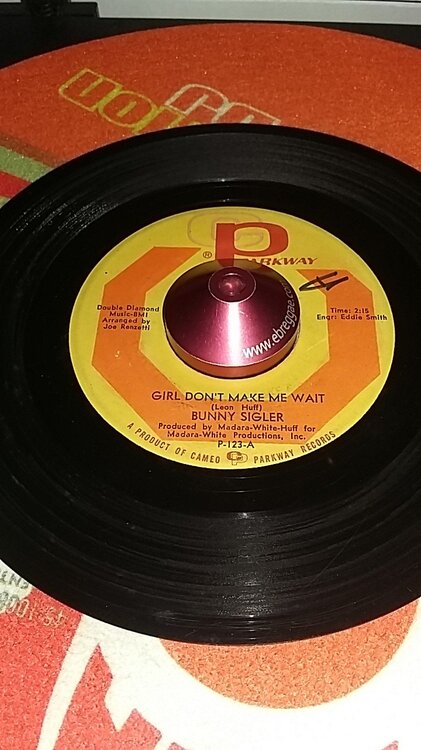 P
® PARKWAY
Double Diamond
Music-BMI
Arranged by
Joe Renzetti
Time: 2:15
Engr: Eddie Smith
www.ebreggae.co
GIRL DON'T MAKE ME WAIT
(Leon Huff)
BUNNY SIGLER
Produced by Madara-White-Huff for
Madara-White Productions, Inc.
P-123-A
A PRODUCT OF CAMEO CP PARKWAY RECORDS